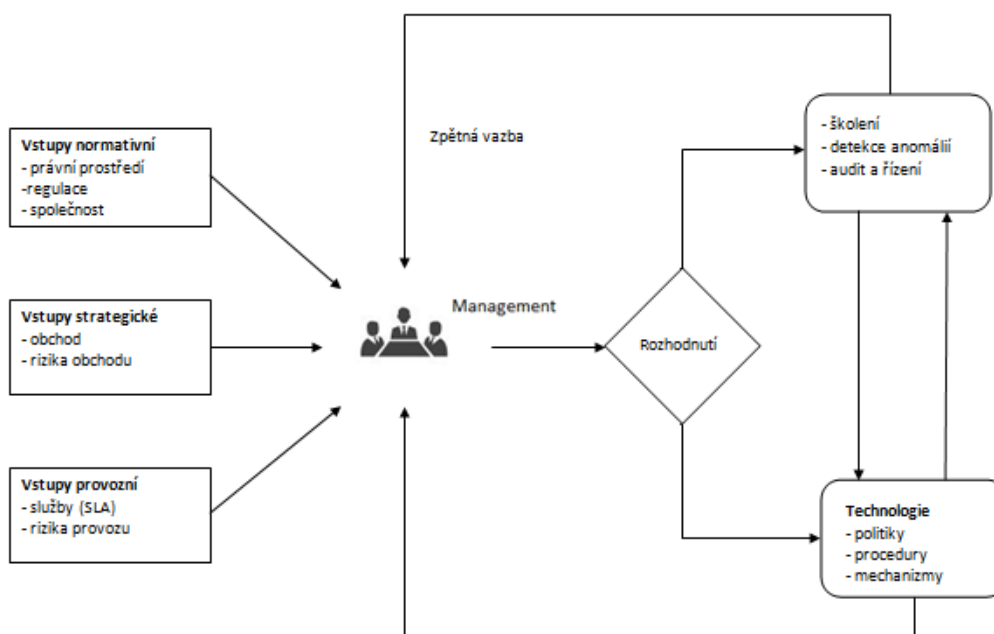 Vstupy normativní
- právní prostředí
-regulace
- společnost
Vstupy strategické
- obchod
- rizika obchodu
Vstupy provozní
- služby (SLA)
- rizika provozu
Zpětná vazba
Management
Rozhodnutí
- školení
- detekce anomálií
- audit a řízení
Technologie
- politiky
- procedury
- mechanizmy